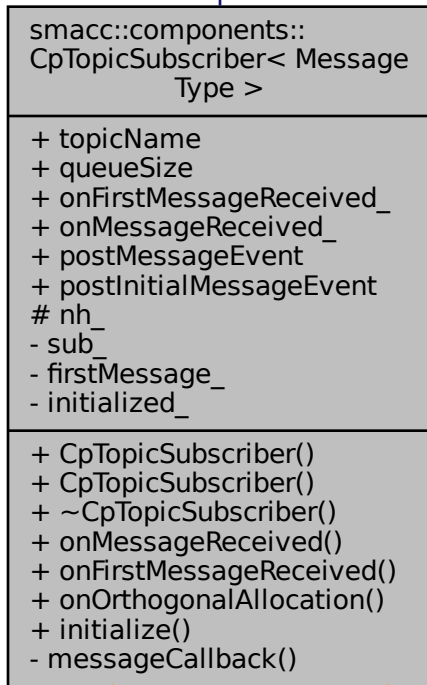 smacc::components::
CpTopicSubscriber< Message
Type >
+ topicName
+ queueSize
+ onFirstMessageReceived_
+ onMessageReceived_
+ postMessageEvent
+ postInitialMessageEvent
# nh_
- sub_
- firstMessage_
- initialized_
+ CpTopicSubscriber()
+ CpTopicSubscriber()
+ ~CpTopicSubscriber()
+ onMessageReceived()
+ onFirstMessageReceived()
+ onOrthogonalAllocation()
+ initialize()
- messageCallback()